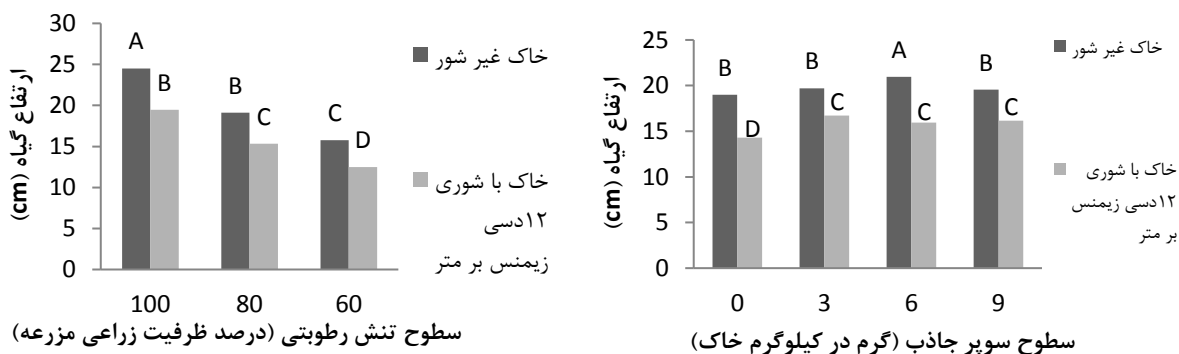 30
25
20
15
10
5
0
ارتفاع گیاه (cm)
A
B
B
C
C
D
100
80
60
سطوح تنش رطوبتی (درصد ظرفیت زراعی مزرعه)
خاک غیر شور
خاک با شوری
۱۲دسی
زیمنس بر متر
25
20
15
10
5
0
ارتفاع گیاه (cm)
B
D
B
C
A
C
B
C
0
3
6
9
سطوح سوپر جاذب (گرم در کیلوگرم خاک)
خاک غیر شور
خاک با شوری
۱۲دسی زیمنس
بر متر